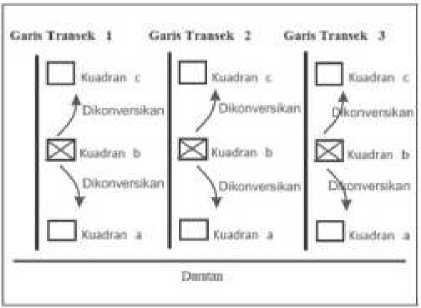 Garis Transek 1 Garis Transek 2 Garis Transek 3
Kuadran c Kuadran c Kuadran c
Dikonversikan Dikonversikan Dikonversikan
Kuadran b Kuadran b Kuadran b
Dikonversikan Dikonversikan Dikonversikan
Kuadran a Kuadran a Kuadran a
Daratan